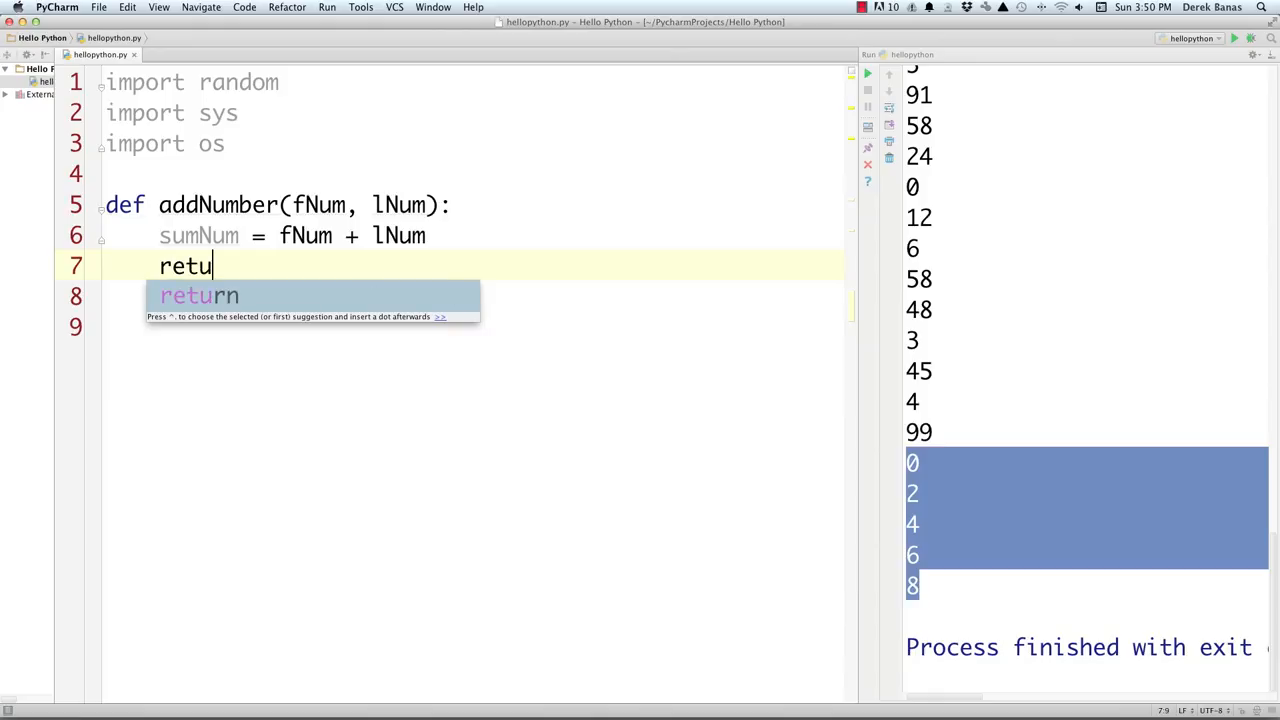 PyCharm File Edit View Navigate Code Refactor Run Tools VCS Window Help 10 Sun 3:50 PM Derek Banas
hellopython.py – Hello Python – [~/PycharmProjects/Hello Python]
Hello Python hellopython.py hellopython
hellopython.py Run hellopython
Hello P
hell
Externa
1 import random
2 import sys
3 import os
4
5 def addNumber(fNum, lNum):
6 sumNum = fNum + lNum
7 retu
8 return
Press ^. to choose the selected (or first) suggestion and insert a dot afterwards >>
9
91
58
24
0
12
6
58
48
3
45
4
99
0
2
4
6
8
Process finished with exit
7:9 LF UTF-8